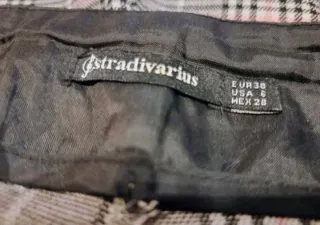 stradivarius
EUR 38
USA 6
MEX 28